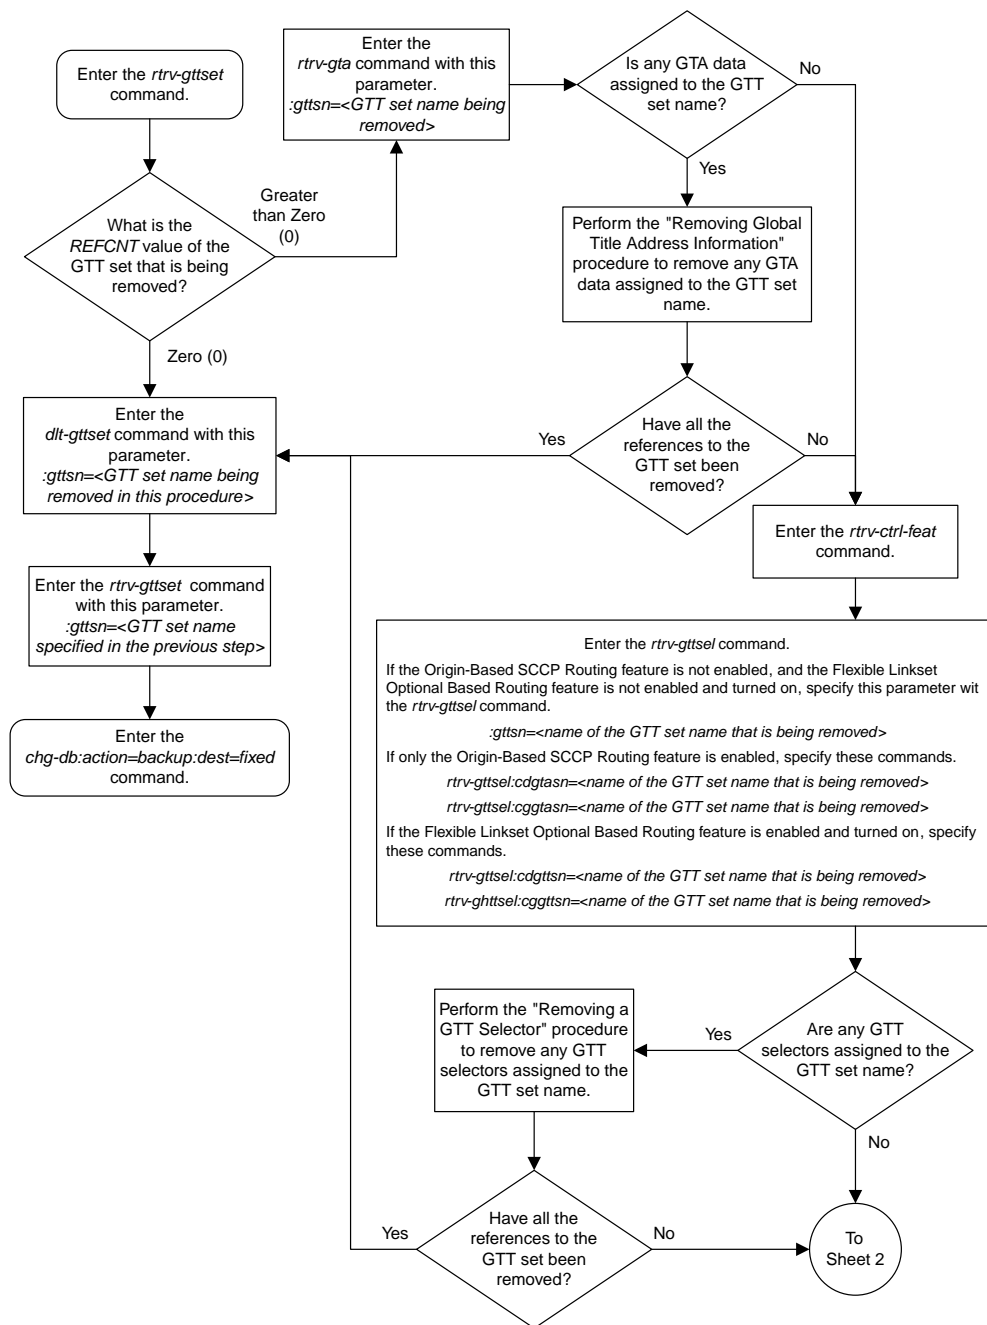 Enter the rtrv-gttset
command.
What is the
REFCNT value of the
GTT set that is being
removed?
Greater
than Zero
(0)
Zero (0)
Enter the
rtrv-gta
command with this
parameter.
:gttsn=<GTT set name being
removed>
Is any GTA data
assigned to the GTT
set name?
No
Yes
Perform the "Removing Global
Title Address Information"
procedure to remove any GTA
data assigned to the GTT set
name.
Have all the
references to the
GTT set been
removed?
Yes
No
Enter the
dlt-gttset command with this
parameter.
:gttsn=<GTT set name being
removed in this procedure>
Enter the rtrv-gttset command
with this parameter.
:gttsn=<GTT set name
specified in the previous step>
Enter the
chg-db:action=backup:dest=fixed
command.
Enter the rtrv-ctrl-feat
command.
Enter the rtrv-gttsel command.
If the Origin-Based SCCP Routing feature is not enabled, and the Flexible Linkset
Optional Based Routing feature is not enabled and turned on, specify this parameter wit
the rtrv-gttsel command.
:gttsn=<name of the GTT set name that is being removed>
If only the Origin-Based SCCP Routing feature is enabled, specify these commands.
rtrv-gttsel:cdgtasn=<name of the GTT set name that is being removed>
rtrv-gttsel:cggtasn=<name of the GTT set name that is being removed>
If the Flexible Linkset Optional Based Routing feature is enabled and turned on, specify
these commands.
rtrv-gttsel:cdgttsn=<name of the GTT set name that is being removed>
rtrv-ghttsel:cggttsn=<name of the GTT set name that is being removed>
Are any GTT
selectors assigned to the
GTT set name?
Yes
No
Perform the "Removing a
GTT Selector" procedure
to remove any GTT
selectors assigned to the
GTT set name.
Have all the
references to the
GTT set been
removed?
Yes
No
To
Sheet 2